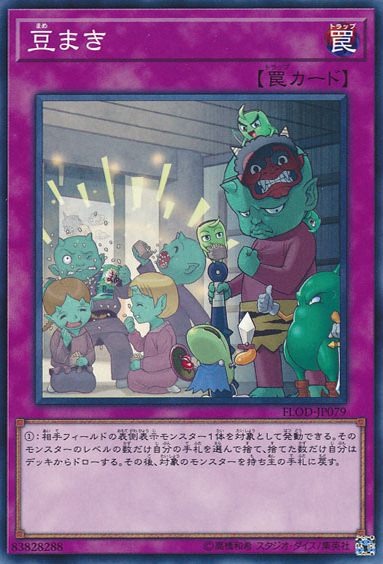 豆まき
罠
【罠カード】
FLOD-JP079
①：相手フィールドの表側表示モンスター１体を対象として発動できる。その
モンスターのレベルの数だけ自分の手札を選んで捨て、捨てた数だけ自分は
デッキからドローする。その後、対象のモンスターを持ち主の手札に戻す。
83828288
©高橋和希 スタジオ・ダイス/集英社